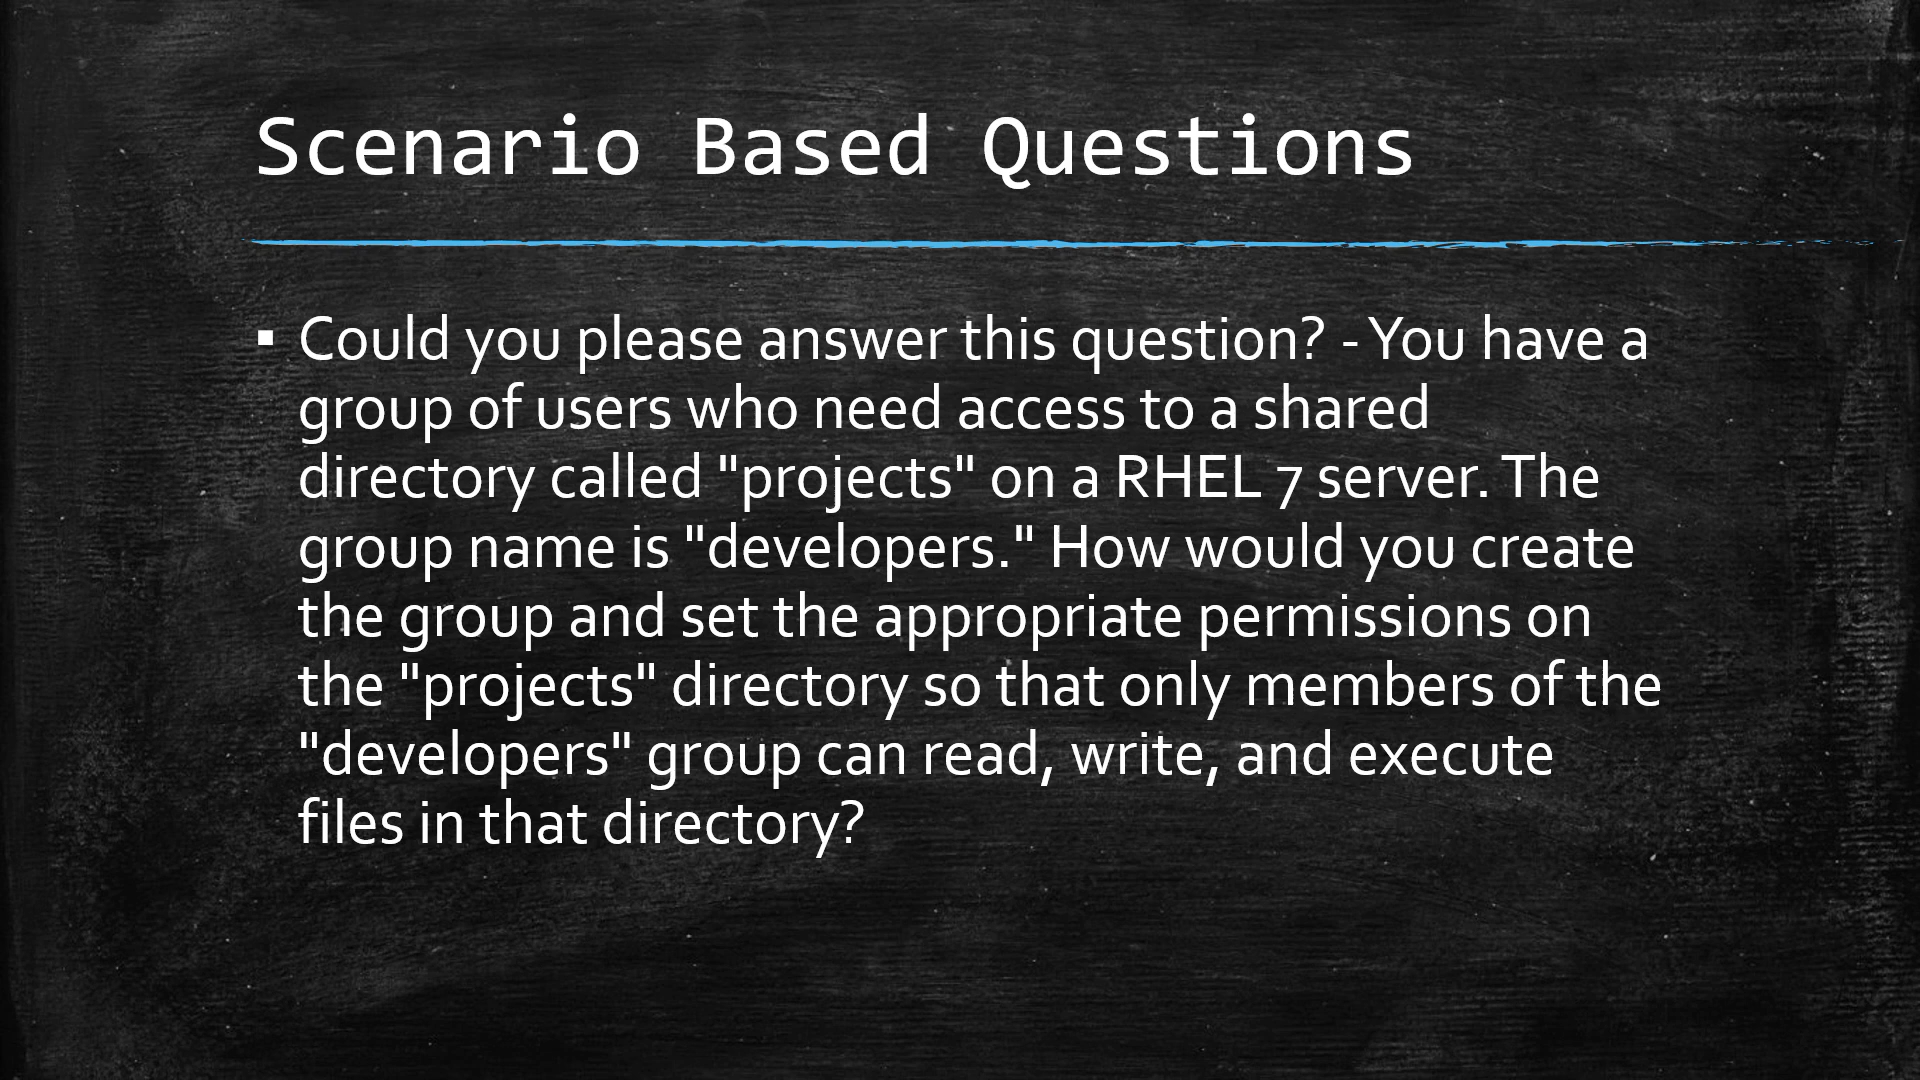 Scenario Based Questions
▪ Could you please answer this question? - You have a
group of users who need access to a shared
directory called "projects" on a RHEL 7 server. The
group name is "developers." How would you create
the group and set the appropriate permissions on
the "projects" directory so that only members of the
"developers" group can read, write, and execute
files in that directory?